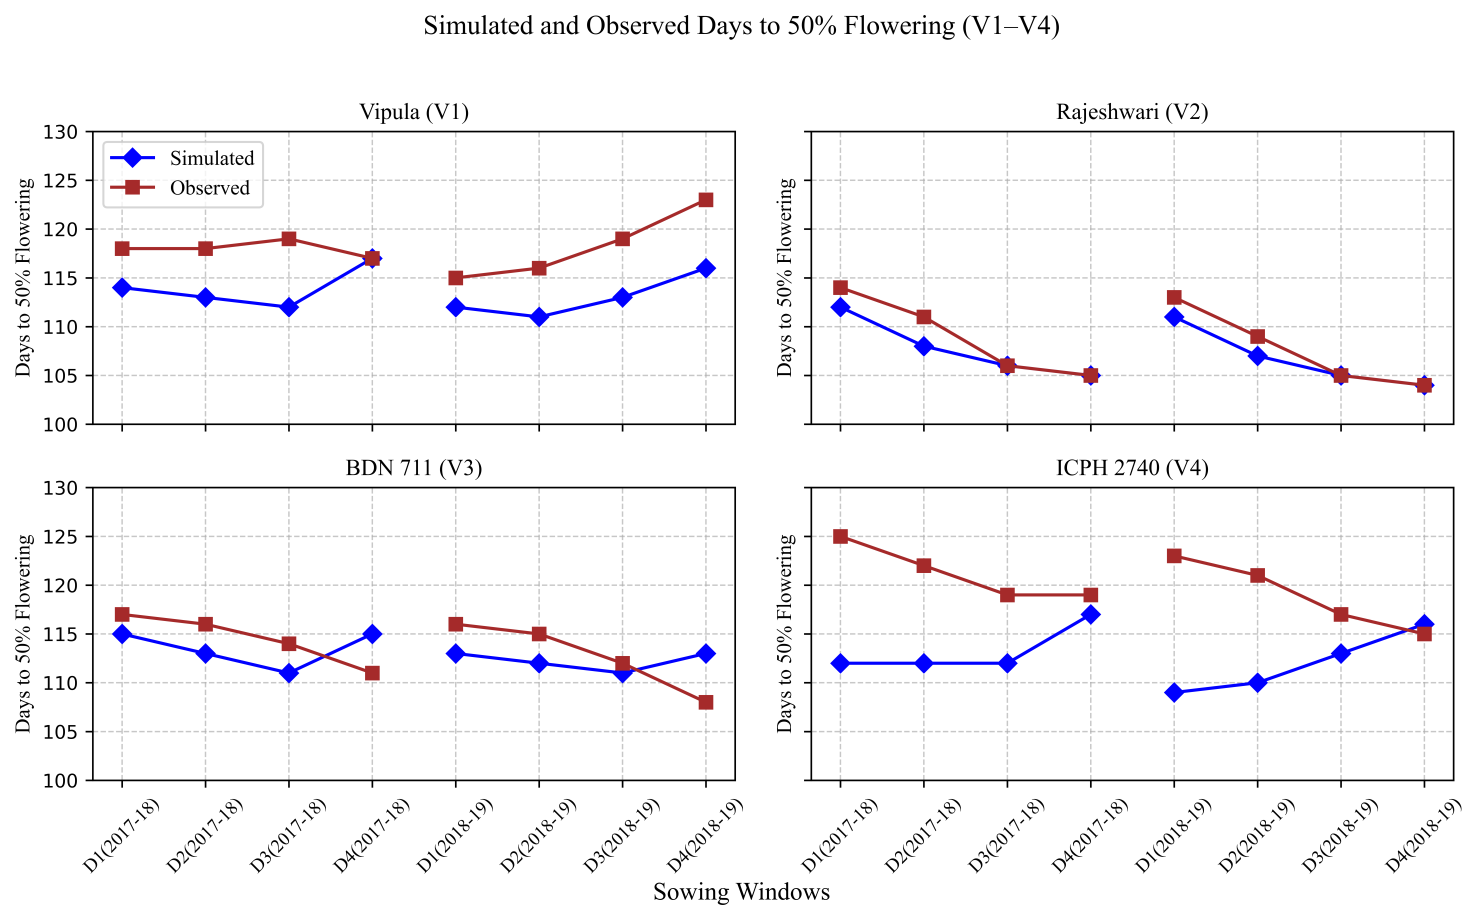 Simulated and Observed Days to 50% Flowering (V1–V4)
Vipula (V1)
Simulated
Observed
Days to 50% Flowering
130
125
120
115
110
105
100
Rajeshwari (V2)
Days to 50% Flowering
BDN 711 (V3)
Days to 50% Flowering
130
125
120
115
110
105
100
D1(2017-18)
D2(2017-18)
D3(2017-18)
D4(2017-18)
D1(2018-19)
D2(2018-19)
D3(2018-19)
D4(2018-19)
ICPH 2740 (V4)
Days to 50% Flowering
D1(2017-18)
D2(2017-18)
D3(2017-18)
D4(2017-18)
D1(2018-19)
D2(2018-19)
D3(2018-19)
D4(2018-19)
Sowing Windows